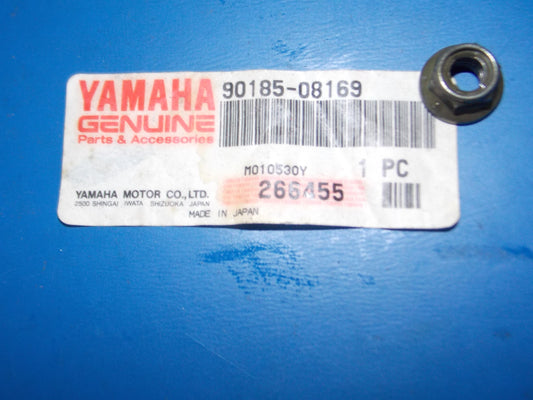 YAMAHA 90185-08169
GENUINE
Parts & Accessories
M010530Y 1 PC
YAMAHA MOTOR CO., LTD. 266455
2500 SHINGAI IWATA SHIZUOKA JAPAN
MADE IN JAPAN